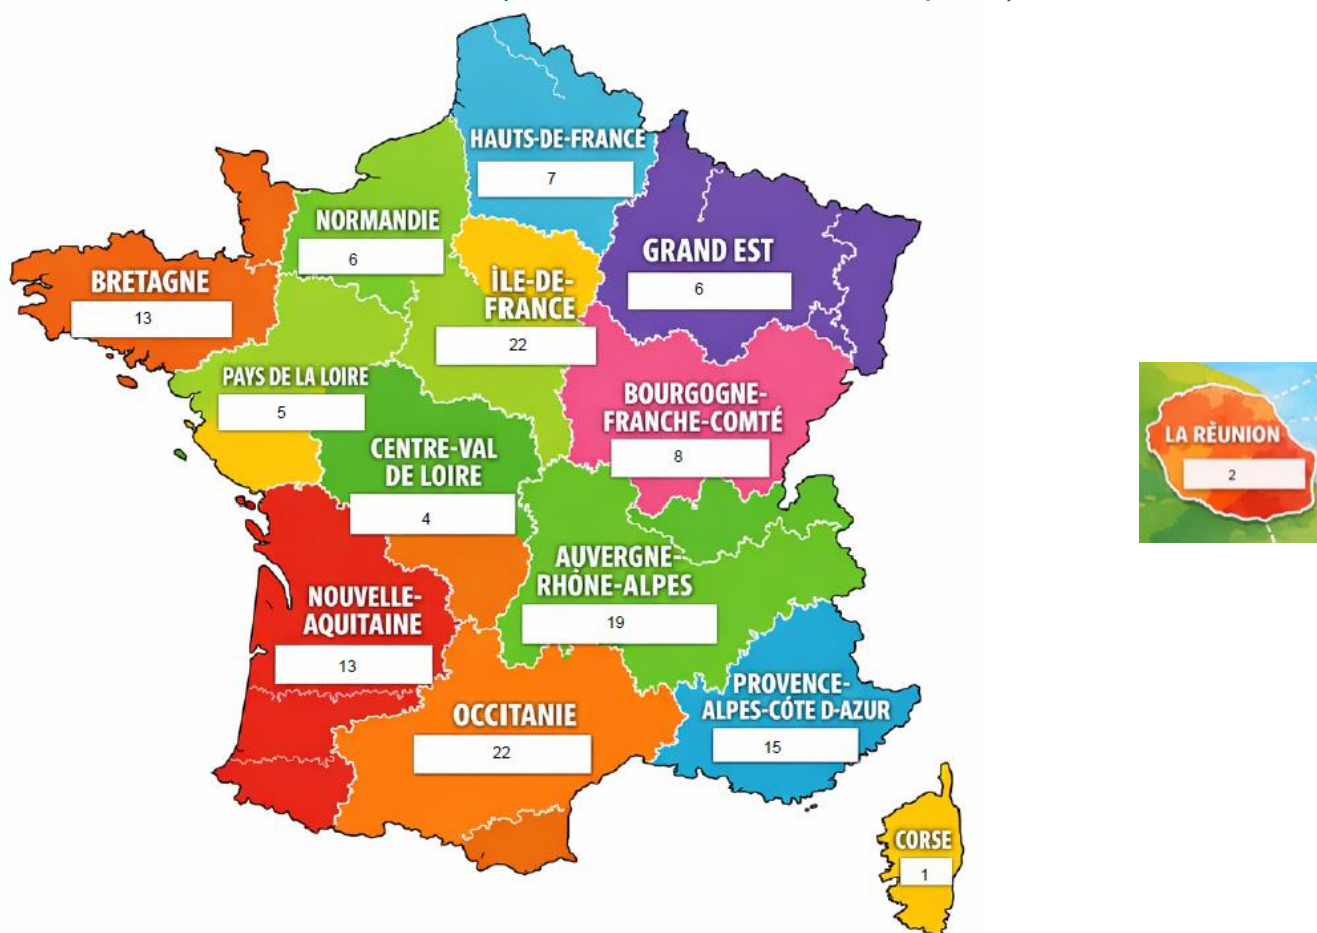 HAUTS-DE-FRANCE
7
NORMANDIE
6
GRAND EST
6
BRETAGNE
13
ÎLE-DE-
FRANCE
22
PAYS DE LA LOIRE
5
BOURGOGNE-
FRANCHE-COMTÉ
8
CENTRE-VAL
DE LOIRE
4
LA RÈUNION
2
AUVERGNE-
RHÔNE-ALPES
19
NOUVELLE-
AQUITAINE
13
PROVENCE-
ALPES-CÓTE D-AZUR
15
OCCITANIE
22
CORSE
1